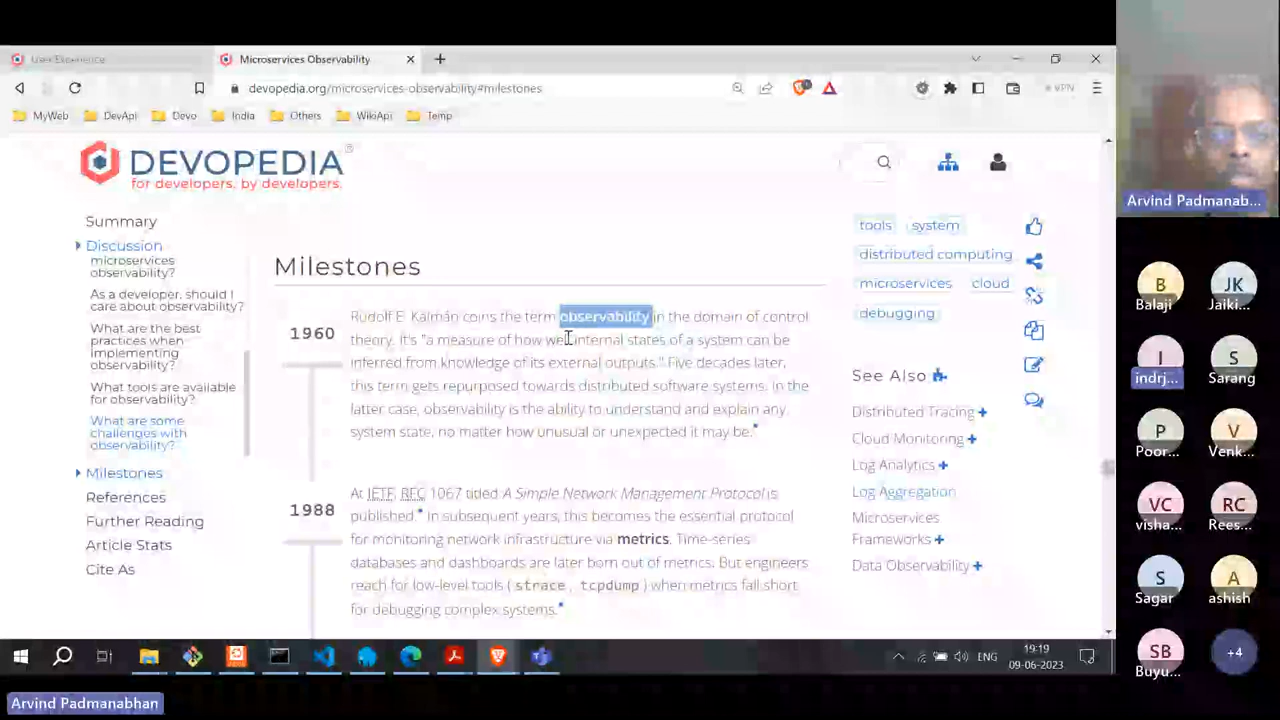 User Experience
Microservices Observability
devopedia.org/microservices-observability#milestones
VPN
MyWeb
DevApi
Devo
India
Others
WikiApi
Temp
DEVOPEDIA
for developers, by developers.
Summary
Discussion
microservices
observability?
As a developer, should I
care about observability?
What are the best
practices when
implementing
observability?
What tools are available
for observability?
What are some
challenges with
observability?
Milestones
References
Further Reading
Article Stats
Cite As
Milestones
1960
Rudolf E. Kálmán coins the term observability in the domain of control
theory. It's "a measure of how well internal states of a system can be
inferred from knowledge of its external outputs." Five decades later,
this term gets repurposed towards distributed software systems. In the
latter case, observability is the ability to understand and explain any
system state, no matter how unusual or unexpected it may be.
1988
At IETF, RFC 1067 titled A Simple Network Management Protocol is
published. In subsequent years, this becomes the essential protocol
for monitoring network infrastructure via metrics. Time-series
databases and dashboards are later born out of metrics. But engineers
reach for low-level tools ( strace, tcpdump ) when metrics fall short
for debugging complex systems.
tools system
distributed computing
microservices cloud
debugging
See Also
Distributed Tracing
Cloud Monitoring
Log Analytics
Log Aggregation
Microservices
Frameworks
Data Observability
ENG
19:19
09-06-2023
Arvind Padmanabhan
Arvind Padmanab...
B
Balaji
JK
Jaiki...
I
indrj...
S
Sarang
P
Poor...
V
Venk...
VC
visha...
RC
Rees...
S
Sagar
A
ashish
SB
Buyu...
+4